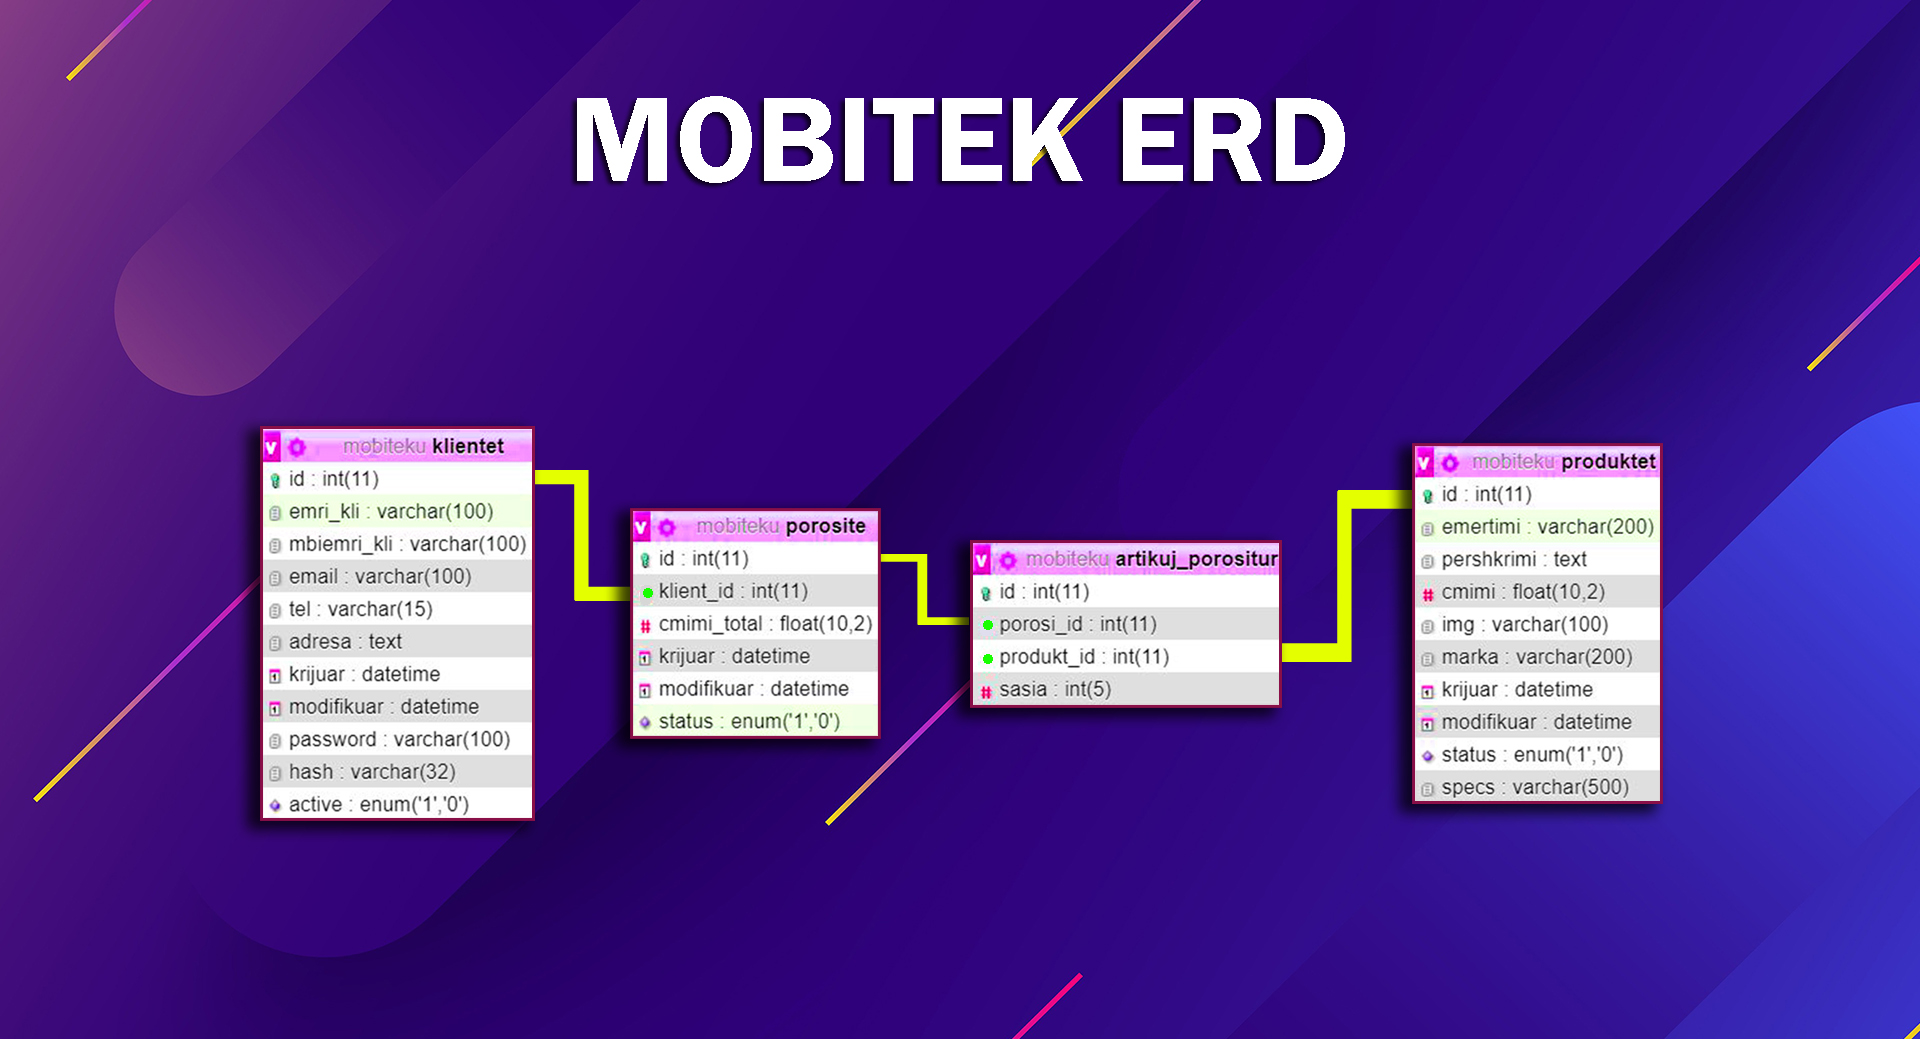 MOBITEK ERD
mobiteku klientet
id : int(11)
emri_kli : varchar(100)
mbiemri_kli : varchar(100)
email : varchar(100)
tel : varchar(15)
adresa : text
krijuar : datetime
modifikuar : datetime
password : varchar(100)
hash : varchar(32)
active : enum('1','0')
mobiteku porosite
id : int(11)
klient_id : int(11)
cmimi_total : float(10,2)
krijuar : datetime
modifikuar : datetime
status : enum('1','0')
mobiteku artikuj_porositur
id : int(11)
porosi_id : int(11)
produkt_id : int(11)
sasia : int(5)
mobiteku produktet
id : int(11)
emertimi : varchar(200)
pershkrimi : text
cmimi : float(10,2)
img : varchar(100)
marka : varchar(200)
krijuar : datetime
modifikuar : datetime
status : enum('1','0')
specs : varchar(500)